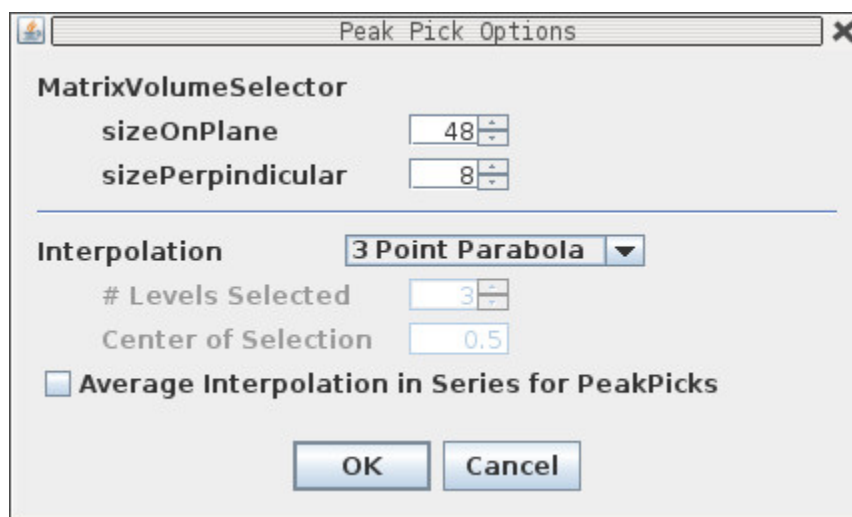 Peak Pick Options
MatrixVolumeSelector
sizeOnPlane 48
sizePerpindicular 8
Interpolation 3 Point Parabola
# Levels Selected 3
Center of Selection 0.5
Average Interpolation in Series for PeakPicks
OK Cancel